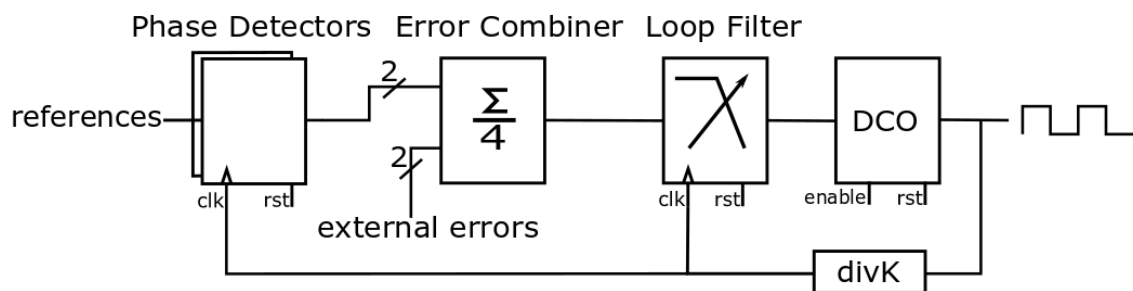 Phase Detectors
Error Combiner
Loop Filter
references
2
Σ
4
2
DCO
clk
rst
external errors
clk
rst
enable
rst
divK